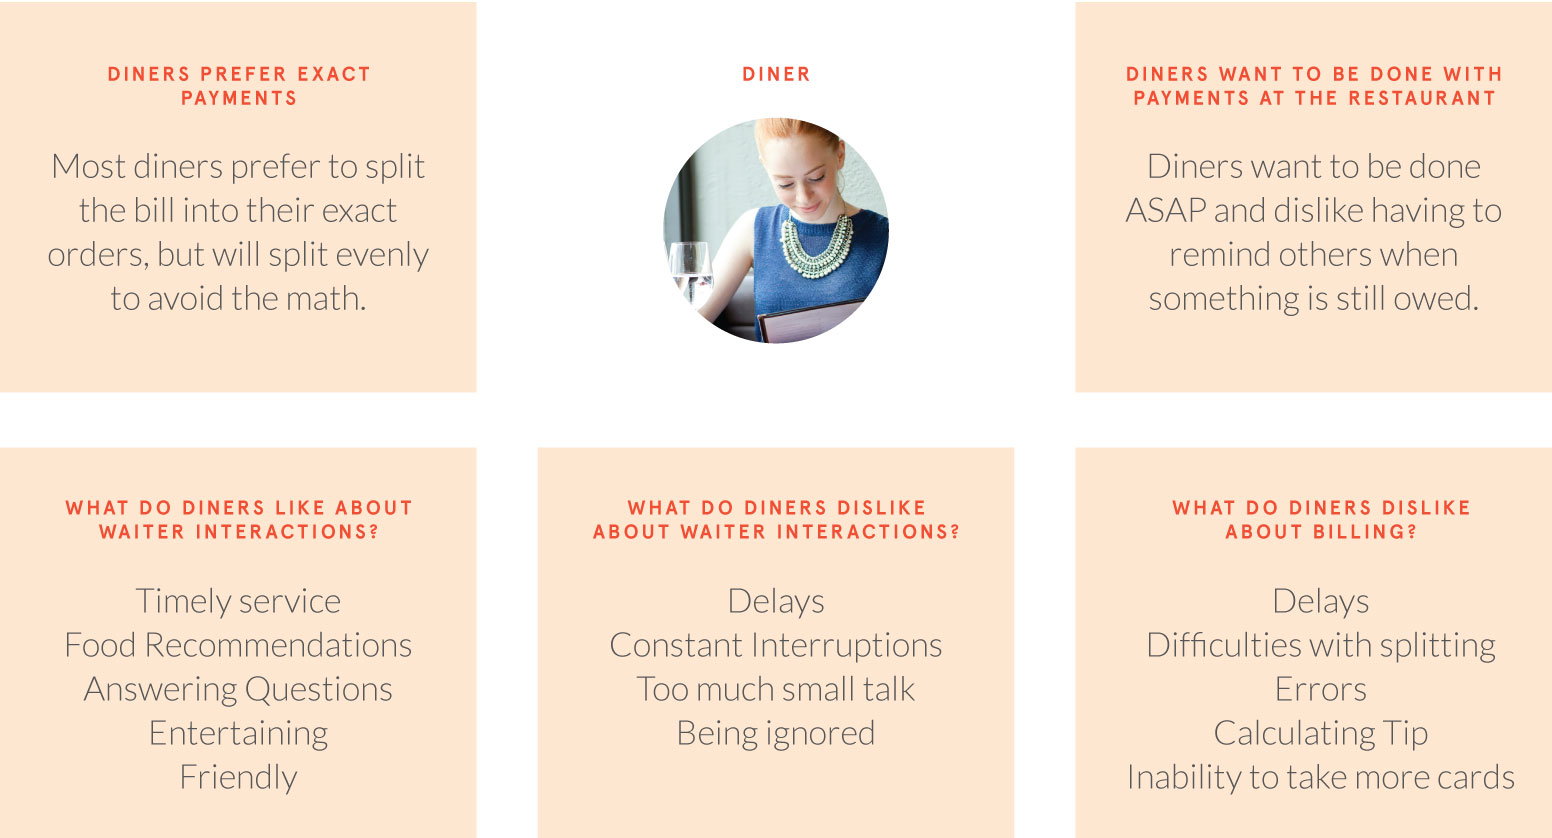 DINERS PREFER EXACT
PAYMENTS
Most diners prefer to split
the bill into their exact
orders, but will split evenly
to avoid the math.
DINER
DINERS WANT TO BE DONE WITH
PAYMENTS AT THE RESTAURANT
Diners want to be done
ASAP and dislike having to
remind others when
something is still owed.
WHAT DO DINERS LIKE ABOUT
WAITER INTERACTIONS?
Timely service
Food Recommendations
Answering Questions
Entertaining
Friendly
WHAT DO DINERS DISLIKE
ABOUT WAITER INTERACTIONS?
Delays
Constant Interruptions
Too much small talk
Being ignored
WHAT DO DINERS DISLIKE
ABOUT BILLING?
Delays
Difficulties with splitting
Errors
Calculating Tip
Inability to take more cards